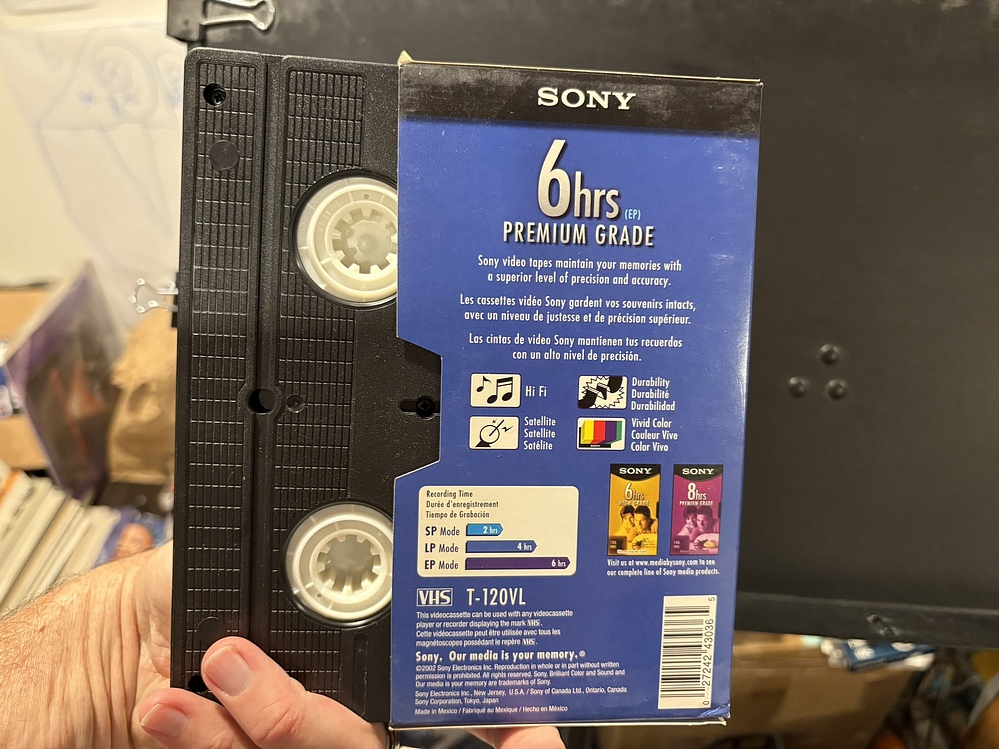 SONY
6hrs (EP)
PREMIUM GRADE
Sony video tapes maintain your memories with
a superior level of precision and accuracy.
Les cassettes vidéo Sony gardent vos souvenirs intacts,
avec un niveau de justesse et de précision supérieur.
Las cintas de video Sony mantienen tus recuerdos
con un alto nivel de precisión.
Hi Fi
Durability
Durabilité
Durabilidad
Satellite
Satellite
Satélite
Vivid Color
Couleur Vive
Color Vivo
SONY
6hrs
SONY
8hrs
PREMIUM GRADE
Visit us at www.mediabysony.com to see
our complete line of Sony media products.
Recording Time
Durée d'enregistrement
Tiempo de Grabación
SP Mode 2 hrs
LP Mode 4 hrs
EP Mode 6 hrs
VHS T-120VL
This videocassette can be used with any videocassette
player or recorder displaying the mark VHS.
Cette vidéocassette peut être utilisée avec tous les
magnétoscopes possédant le repère VHS.
Sony. Our media is your memory.®
©2002 Sony Electronics Inc. Reproduction in whole or in part without written
permission is prohibited. All rights reserved. Sony, Brilliant Color and Sound and
Our media is your memory are trademarks of Sony.
Sony Electronics Inc., New Jersey, U.S.A. / Sony of Canada Ltd., Ontario, Canada
Sony Corporation, Tokyo, Japan
Made in Mexico / Fabriqué au Mexique / Hecho en México
0 27242 43036 5